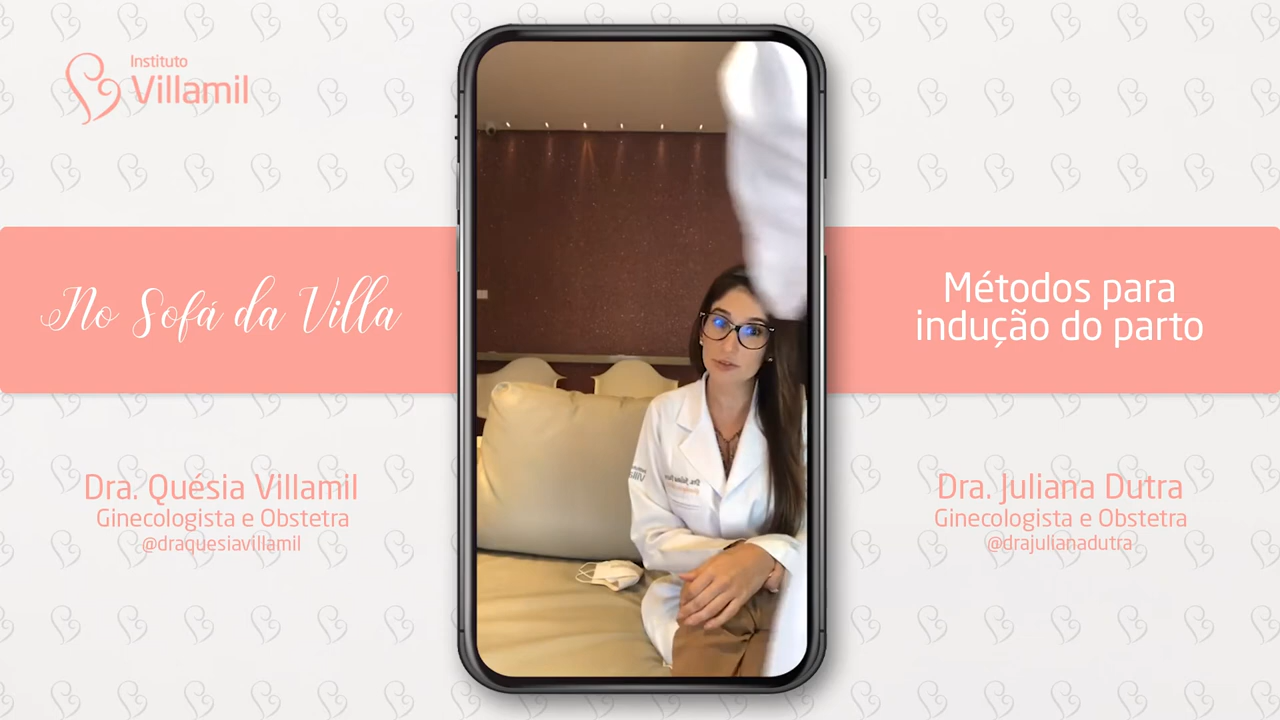 Instituto
Villamil
No Sofá da Villa
Métodos para
indução do parto
Dra. Quésia Villamil
Ginecologista e Obstetra
@draquesiavillamil
Dra. Juliana Dutra
Ginecologista e Obstetra
@drajulianadutra